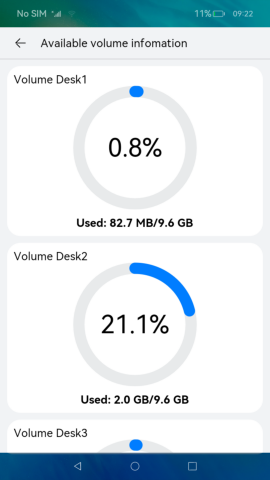 No SIM
11%
09:22
Available volume infomation
Volume Desk1
0.8%
Used: 82.7 MB/9.6 GB
Volume Desk2
21.1%
Used: 2.0 GB/9.6 GB
Volume Desk3